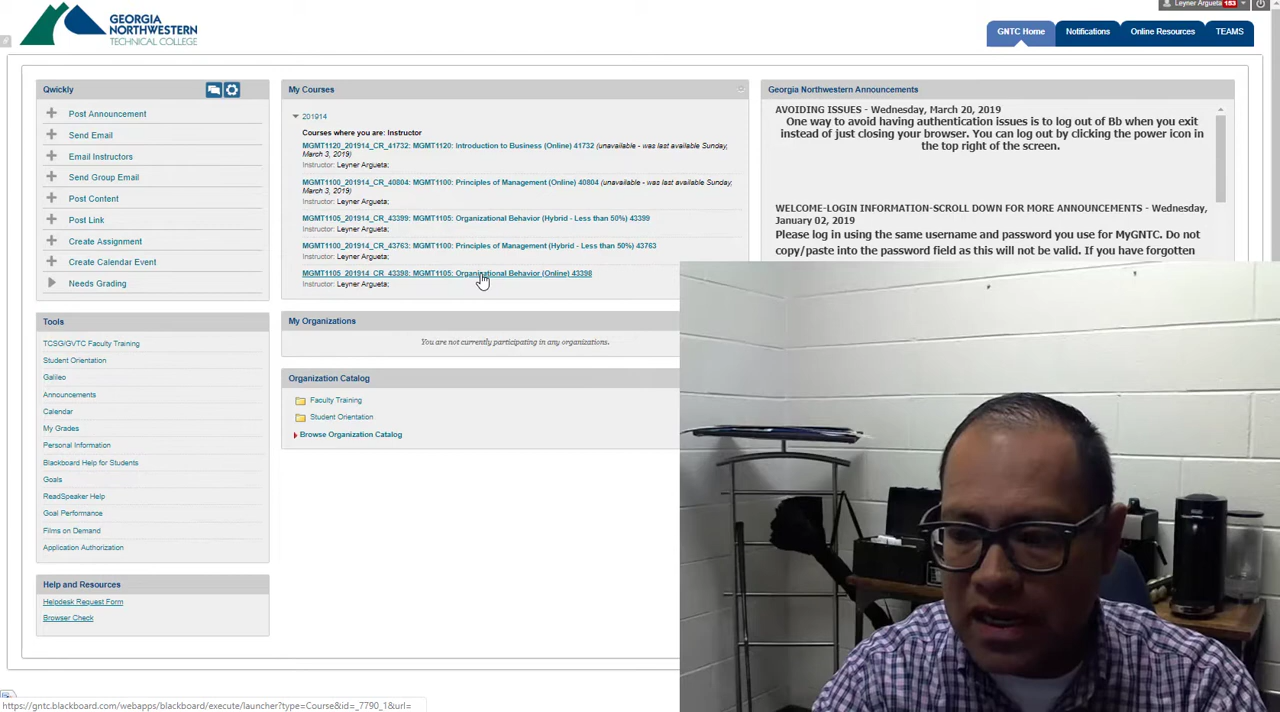 GEORGIA
NORTHWESTERN
TECHNICAL COLLEGE
Leyner Argueta 153
GNTC Home
Notifications
Online Resources
TEAMS
Qwickly
Post Announcement
Send Email
Email Instructors
Send Group Email
Post Content
Post Link
Create Assignment
Create Calendar Event
Needs Grading
Tools
TCSG/GVTC Faculty Training
Student Orientation
Galileo
Announcements
Calendar
My Grades
Personal Information
Blackboard Help for Students
Goals
ReadSpeaker Help
Goal Performance
Films on Demand
Application Authorization
Help and Resources
Helpdesk Request Form
Browser Check
My Courses
201914
Courses where you are: Instructor
MGMT1120_201914_CR_41732: MGMT1120: Introduction to Business (Online) 41732 (unavailable - was last available Sunday,
March 3, 2019)
Instructor: Leyner Argueta;
MGMT1100_201914_CR_40804: MGMT1100: Principles of Management (Online) 40804 (unavailable - was last available Sunday,
March 3, 2019)
Instructor: Leyner Argueta;
MGMT1105_201914_CR_43399: MGMT1105: Organizational Behavior (Hybrid - Less than 50%) 43399
Instructor: Leyner Argueta;
MGMT1100_201914_CR_43763: MGMT1100: Principles of Management (Hybrid - Less than 50%) 43763
Instructor: Leyner Argueta;
MGMT1105_201914_CR_43398: MGMT1105: Organizational Behavior (Online) 43398
Instructor: Leyner Argueta;
My Organizations
You are not currently participating in any organizations.
Organization Catalog
Faculty Training
Student Orientation
Browse Organization Catalog
Georgia Northwestern Announcements
AVOIDING ISSUES - Wednesday, March 20, 2019
One way to avoid having authentication issues is to log out of Bb when you exit
instead of just closing your browser. You can log out by clicking the power icon in
the top right of the screen.
WELCOME-LOGIN INFORMATION-SCROLL DOWN FOR MORE ANNOUNCEMENTS - Wednesday,
January 02, 2019
Please log in using the same username and password you use for MyGNTC. Do not
copy/paste into the password field as this will not be valid. If you have forgotten
https://gntc.blackboard.com/webapps/blackboard/execute/launcher?type=Course&id=_7790_1&url=